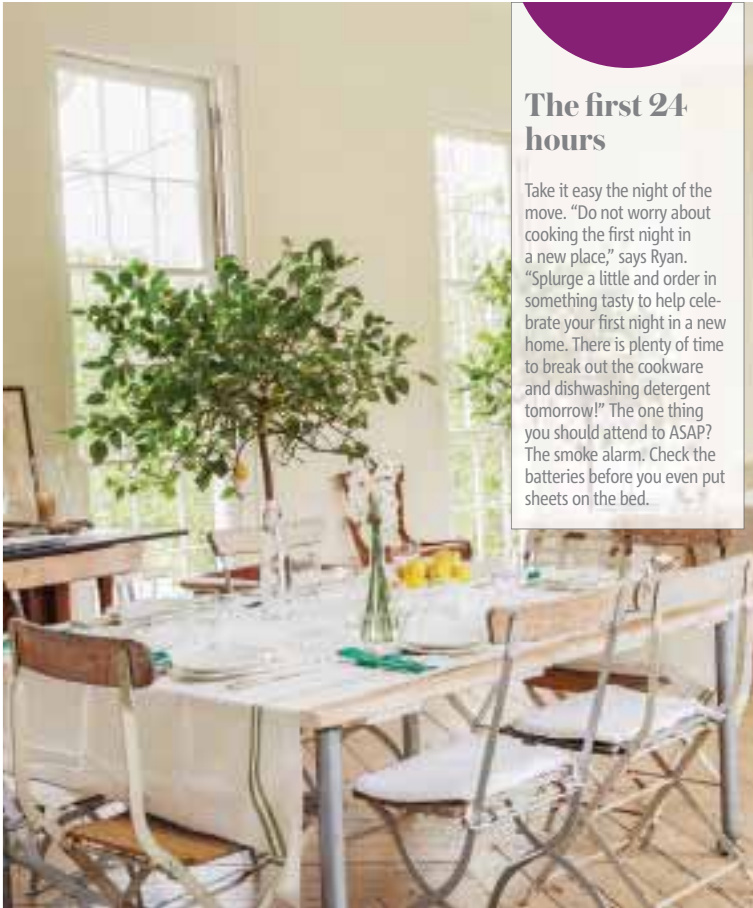 The first 24
hours
Take it easy the night of the
move. “Do not worry about
cooking the first night in
a new place,” says Ryan.
“Splurge a little and order in
something tasty to help cele-
brate your first night in a new
home. There is plenty of time
to break out the cookware
and dishwashing detergent
tomorrow!” The one thing
you should attend to ASAP?
The smoke alarm. Check the
batteries before you even put
sheets on the bed.